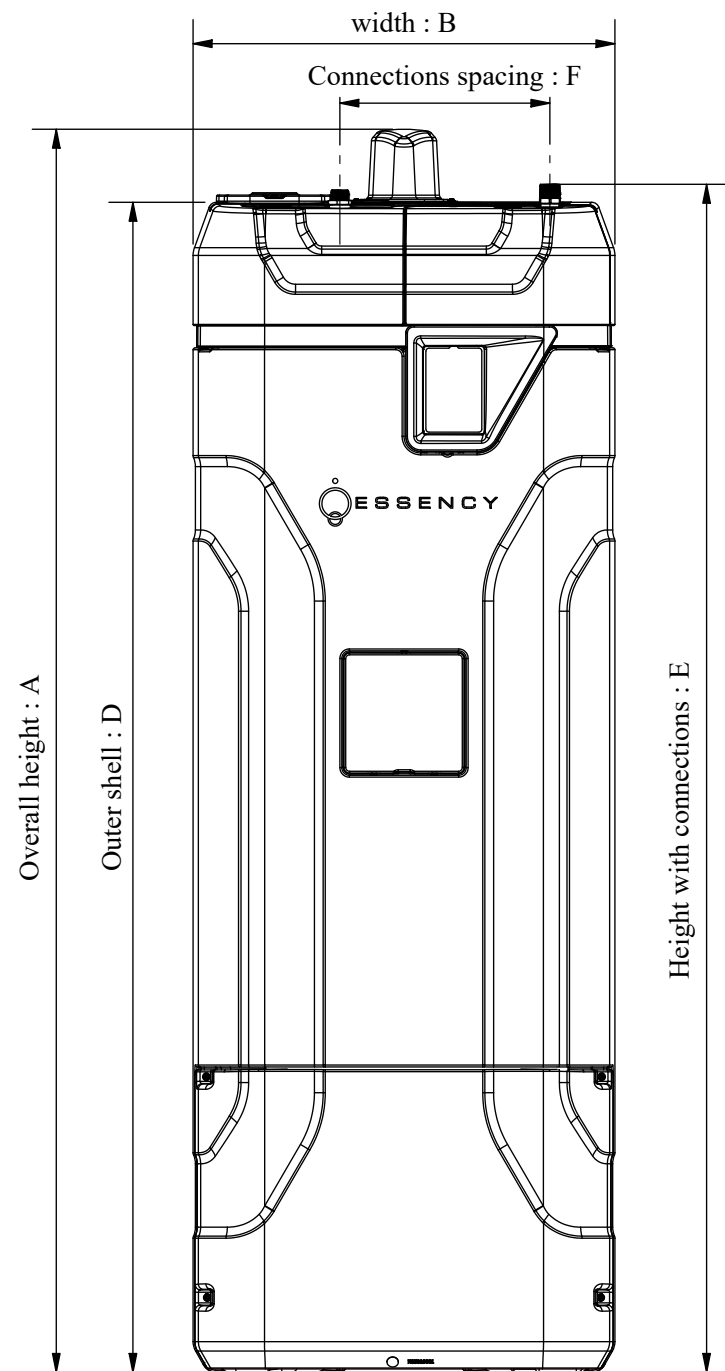 width : B
Connections spacing : F
ESSENCY
Overall height : A
Outer shell : D
Height with connections : E